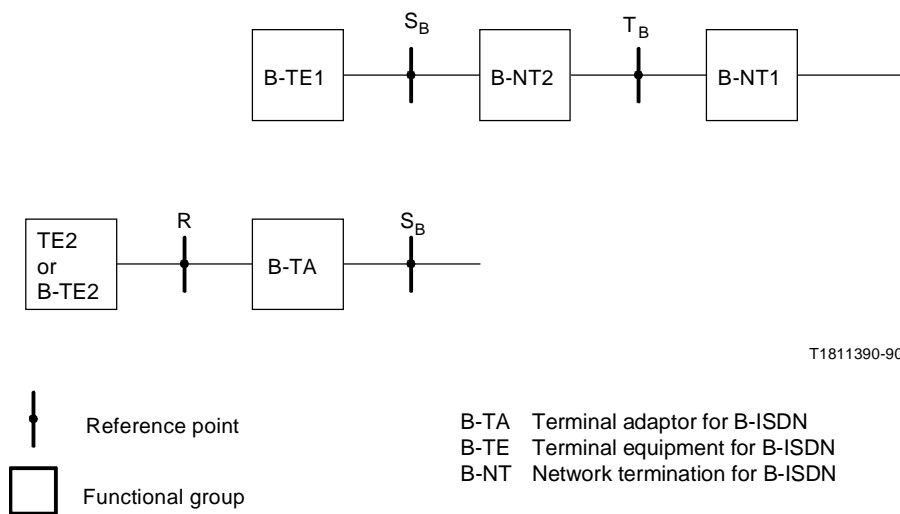 S_B
T_B
B-TE1
B-NT2
B-NT1
R
S_B
TE2
or
B-TE2
B-TA
T1811390-90
Reference point
Functional group
B-TA Terminal adaptor for B-ISDN
B-TE Terminal equipment for B-ISDN
B-NT Network termination for B-ISDN